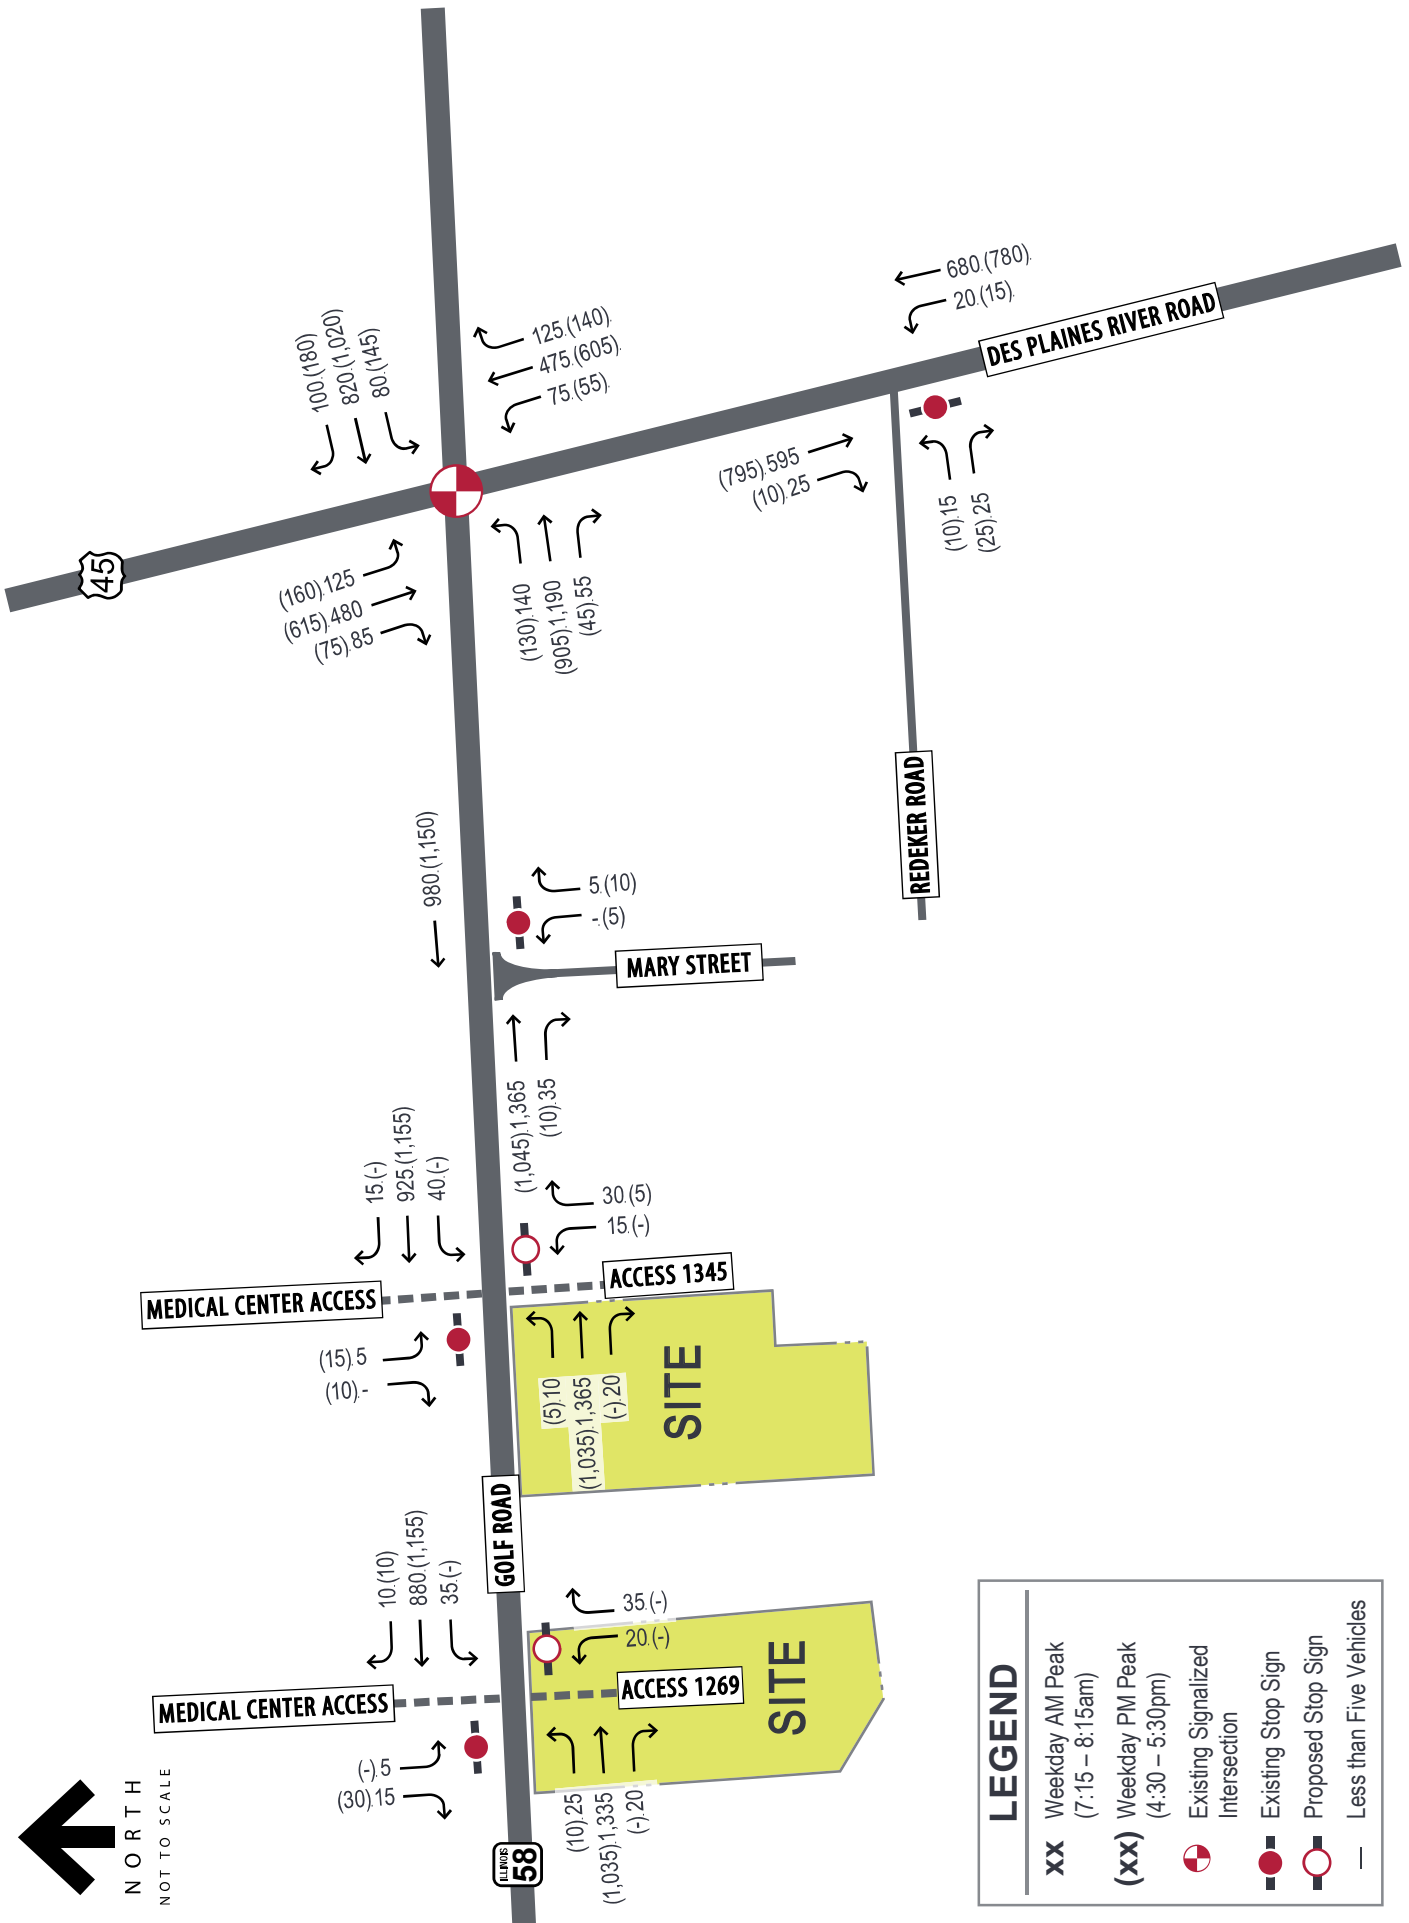 45
100 (180)
820 (1,020)
80 (145)
125 (140)
475 (605)
75 (55)
(160) 125
(615) 480
(75) 85
(130) 140
(905) 1,190
(45) 55
680 (780)
20 (15)
DES PLAINES RIVER ROAD
(795) 595
(10) 25
(10) 15
(25) 25
REDEKER ROAD
980 (1,150)
5 (10)
- (5)
MARY STREET
(1,045) 1,365
(10) 35
15 (-)
925 (1,155)
40 (-)
30 (5)
15 (-)
MEDICAL CENTER ACCESS
ACCESS 1345
(15) 5
(10) -
(5) 10
(1,035) 1,365
(-) 20
SITE
GOLF ROAD
10 (10)
880 (1,155)
35 (-)
35 (-)
20 (-)
MEDICAL CENTER ACCESS
ACCESS 1269
SITE
(-) 5
(30) 15
(10) 25
(1,035) 1,335
(-) 20
ILLINOIS
58
NORTH
NOT TO SCALE
LEGEND
XX Weekday AM Peak
(7:15 – 8:15am)
(XX) Weekday PM Peak
(4:30 – 5:30pm)
Existing Signalized
Intersection
Existing Stop Sign
Proposed Stop Sign
— Less than Five Vehicles